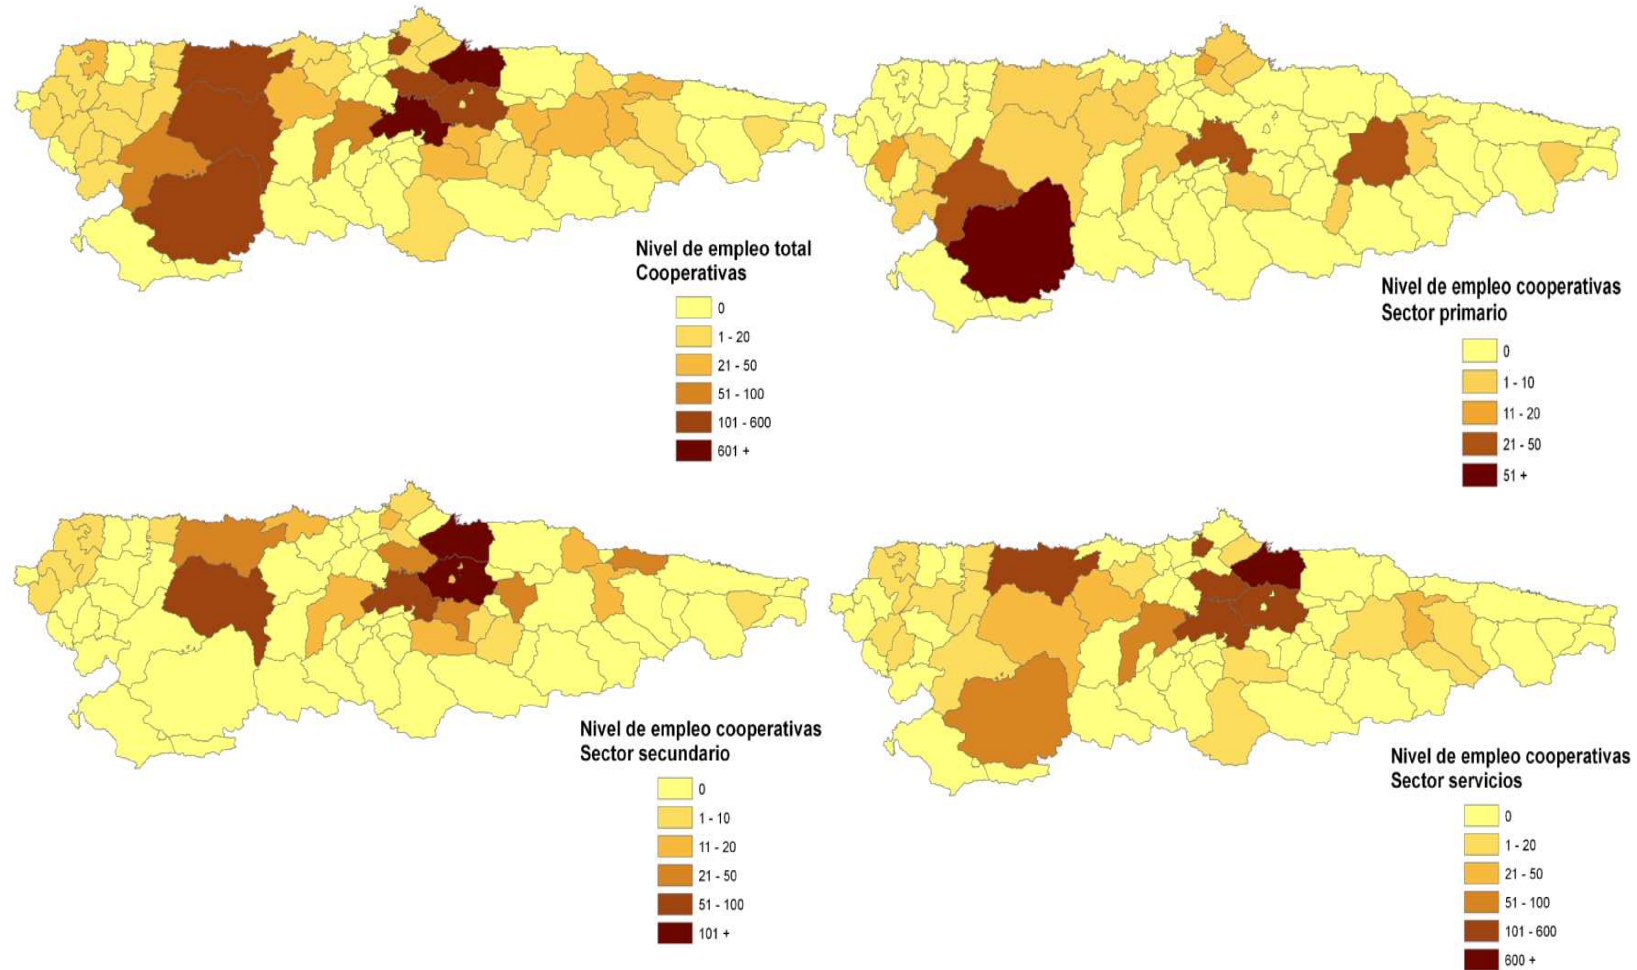 Nivel de empleo total
Cooperativas
0
1 - 20
21 - 50
51 - 100
101 - 600
601 +
Nivel de empleo cooperativas
Sector primario
0
1 - 10
11 - 20
21 - 50
51 +
Nivel de empleo cooperativas
Sector secundario
0
1 - 10
11 - 20
21 - 50
51 - 100
101 +
Nivel de empleo cooperativas
Sector servicios
0
1 - 20
21 - 50
51 - 100
101 - 600
600 +